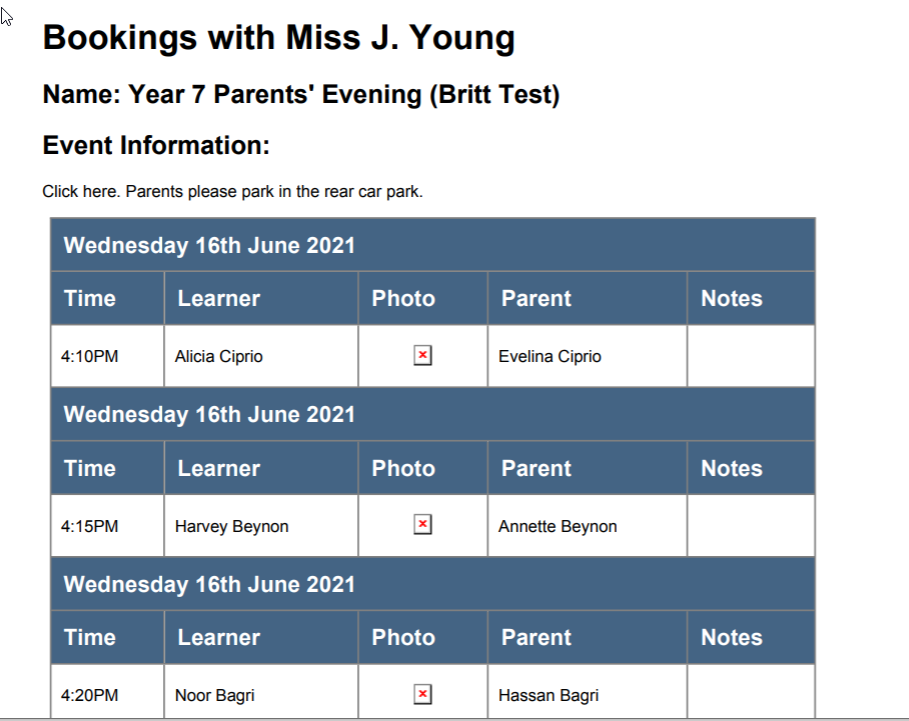 Bookings with Miss J. Young
Name: Year 7 Parents' Evening (Britt Test)
Event Information:
Click here. Parents please park in the rear car park.
Wednesday 16th June 2021
Time Learner Photo Parent Notes
4:10PM Alicia Ciprio Evelina Ciprio
Wednesday 16th June 2021
Time Learner Photo Parent Notes
4:15PM Harvey Beynon Annette Beynon
Wednesday 16th June 2021
Time Learner Photo Parent Notes
4:20PM Noor Bagri Hassan Bagri